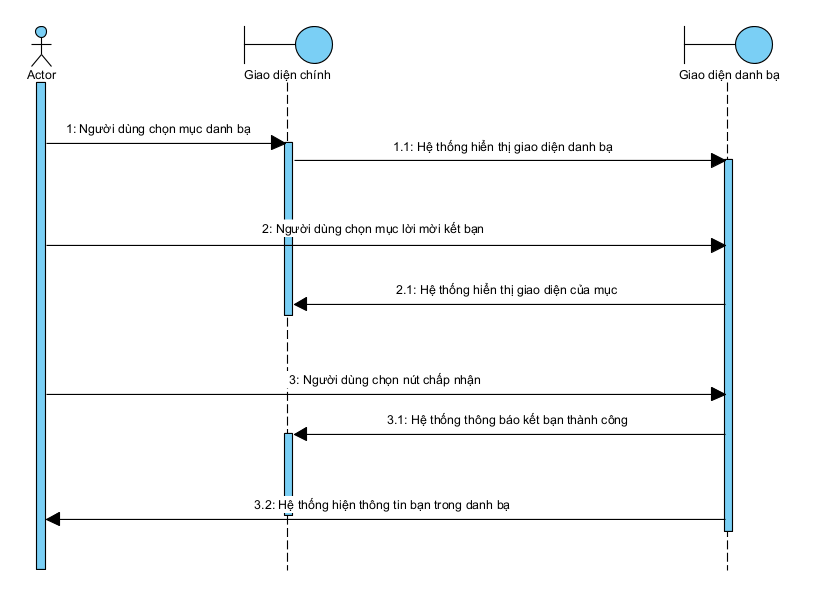 Actor
Giao diện chính
Giao diện danh bạ
1: Người dùng chọn mục danh bạ
1.1: Hệ thống hiển thị giao diện danh bạ
2: Người dùng chọn mục lời mời kết bạn
2.1: Hệ thống hiển thị giao diện của mục
3: Người dùng chọn nút chấp nhận
3.1: Hệ thống thông báo kết bạn thành công
3.2: Hệ thống hiện thông tin bạn trong danh bạ